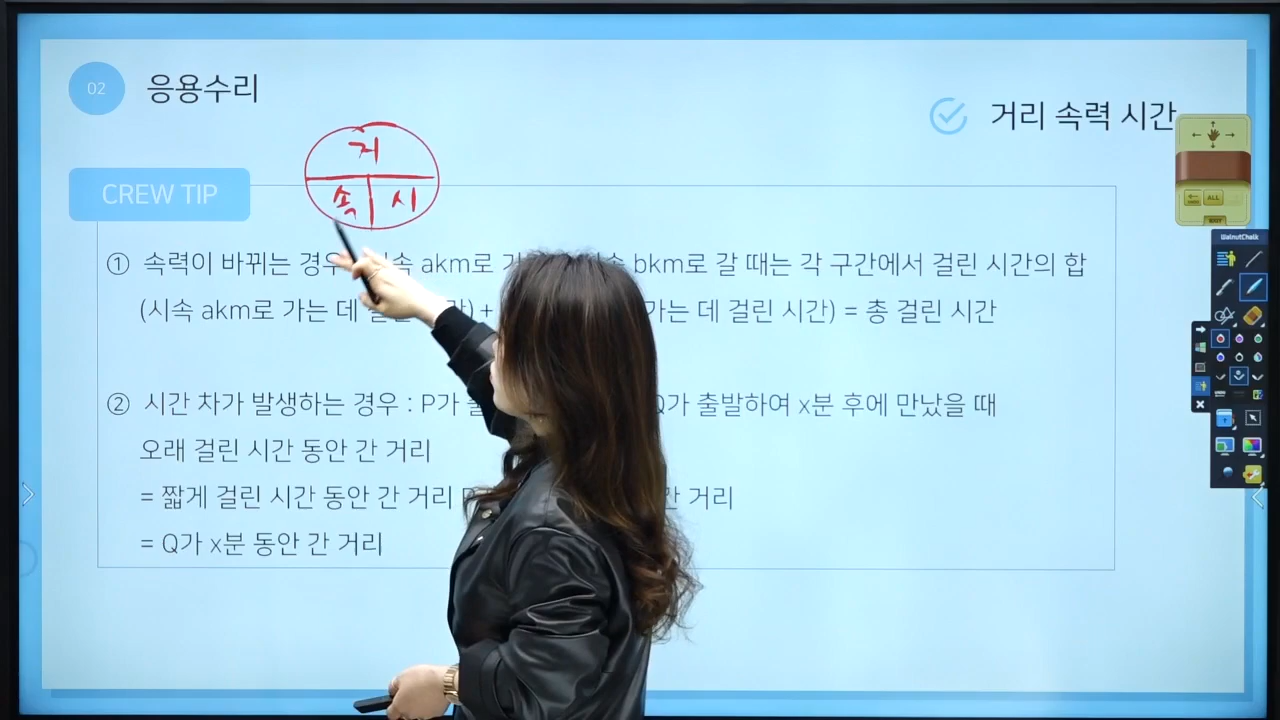 02 응용수리
거리 속력 시간
거
속 시
CREW TIP
① 속력이 바뀌는 경우 akm로 bkm로 갈 때는 각 구간에서 걸린 시간의 합
(시속 akm로 가는 데 + 가는 데 걸린 시간) = 총 걸린 시간
② 시간 차가 발생하는 경우 : P가 Q가 출발하여 x분 후에 만났을 때
오래 걸린 시간 동안 간 거리
= 짧게 걸린 시간 동안 간 거리 거리
= Q가 x분 동안 간 거리
ALL
WalnutChalk